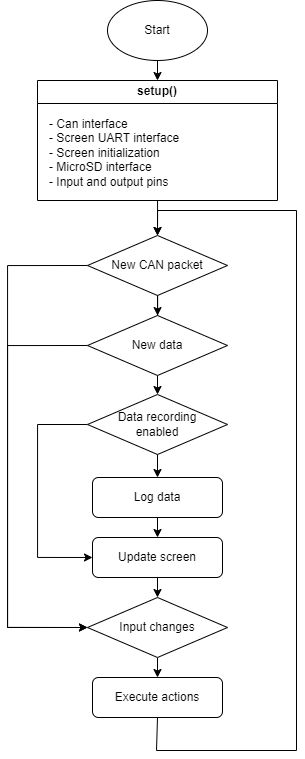 Start
setup()
- Can interface
- Screen UART interface
- Screen initialization
- MicroSD interface
- Input and output pins
New CAN packet
New data
Data recording
enabled
Log data
Update screen
Input changes
Execute actions